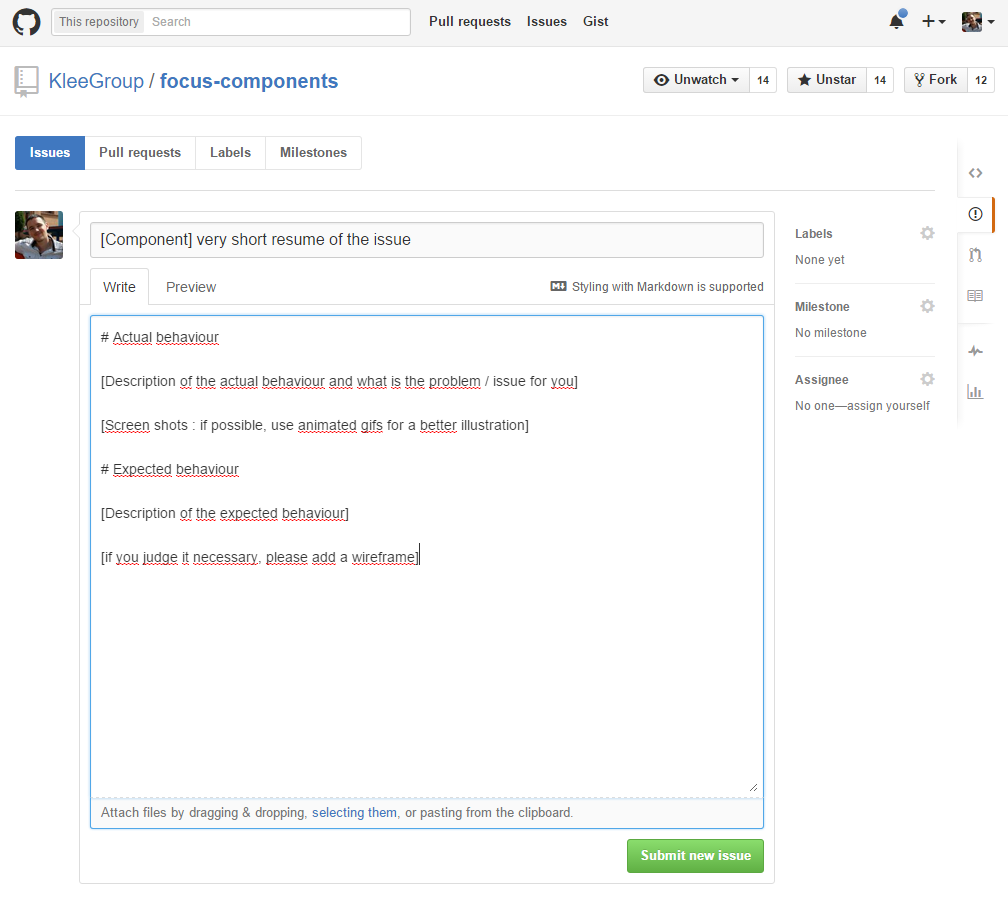 This repository Search Pull requests Issues Gist
KleeGroup / focus-components
Unwatch 14 Unstar 14 Fork 12
Issues Pull requests Labels Milestones
[Component] very short resume of the issue
Write Preview Styling with Markdown is supported
# Actual behaviour
[Description of the actual behaviour and what is the problem / issue for you]
[Screen shots : if possible, use animated gifs for a better illustration]
# Expected behaviour
[Description of the expected behaviour]
[if you judge it necessary, please add a wireframe]
Attach files by dragging & dropping, selecting them, or pasting from the clipboard.
Submit new issue
Labels
None yet
Milestone
No milestone
Assignee
No one—assign yourself